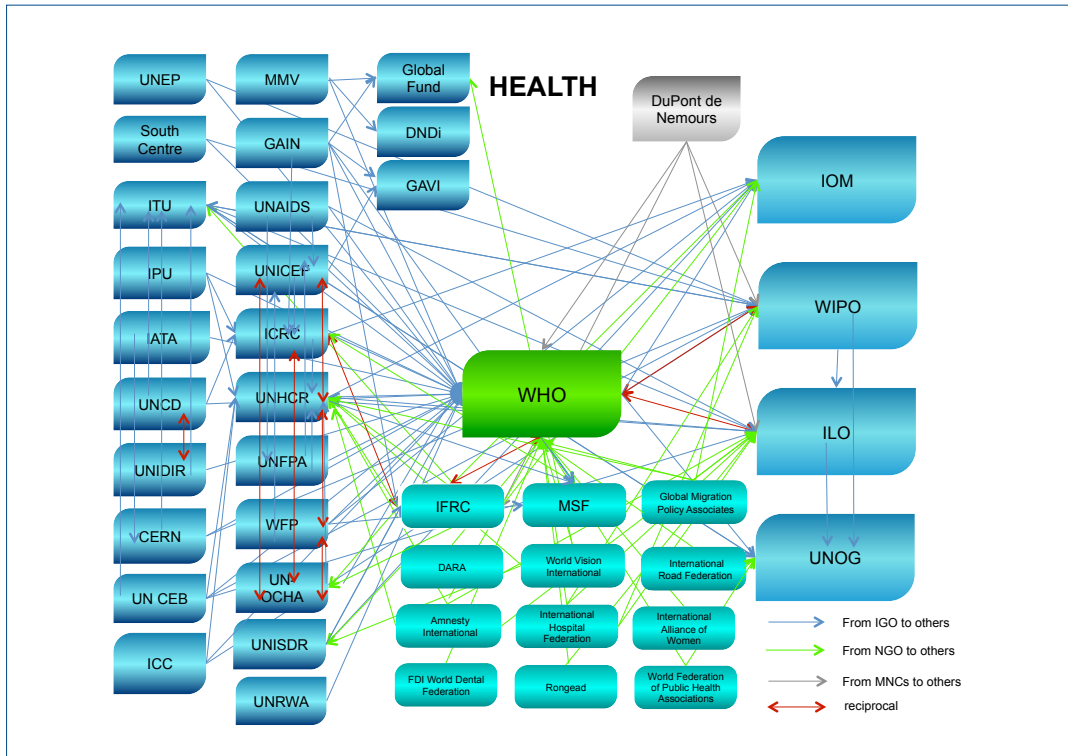 HEALTH
UNEP
South
Centre
ITU
IPU
IATA
UNCD
UNIDIR
CERN
UN CEB
ICC
MMV
GAIN
UNAIDS
UNICEF
ICRC
UNHCR
UNFPA
WFP
UN
OCHA
UNISDR
UNRWA
Global
Fund
DNDi
GAVI
DuPont de
Nemours
WHO
IOM
WIPO
ILO
UNOG
IFRC
MSF
Global Migration
Policy Associates
DARA
World Vision
International
International
Road Federation
Amnesty
International
International
Hospital
Federation
International
Alliance of
Women
FDI World Dental
Federation
Rongead
World Federation
of Public Health
Associations
From IGO to others
From NGO to others
From MNCs to others
reciprocal